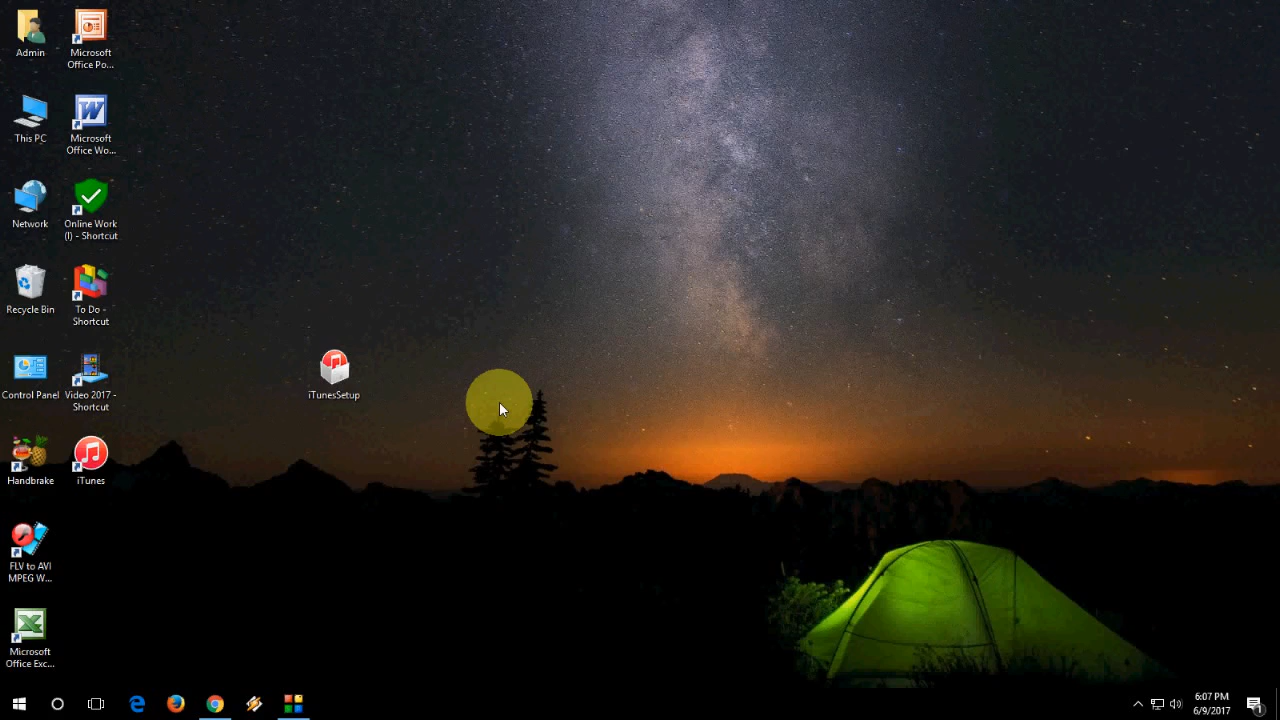 Admin
Microsoft
Office Po...
This PC
Microsoft
Office Wo...
Network
Online Work
(I) - Shortcut
Recycle Bin
To Do -
Shortcut
Control Panel
Video 2017 -
Shortcut
iTunesSetup
Handbrake
iTunes
FLV to AVI
MPEG W...
Microsoft
Office Exc...
6:07 PM
6/9/2017
1